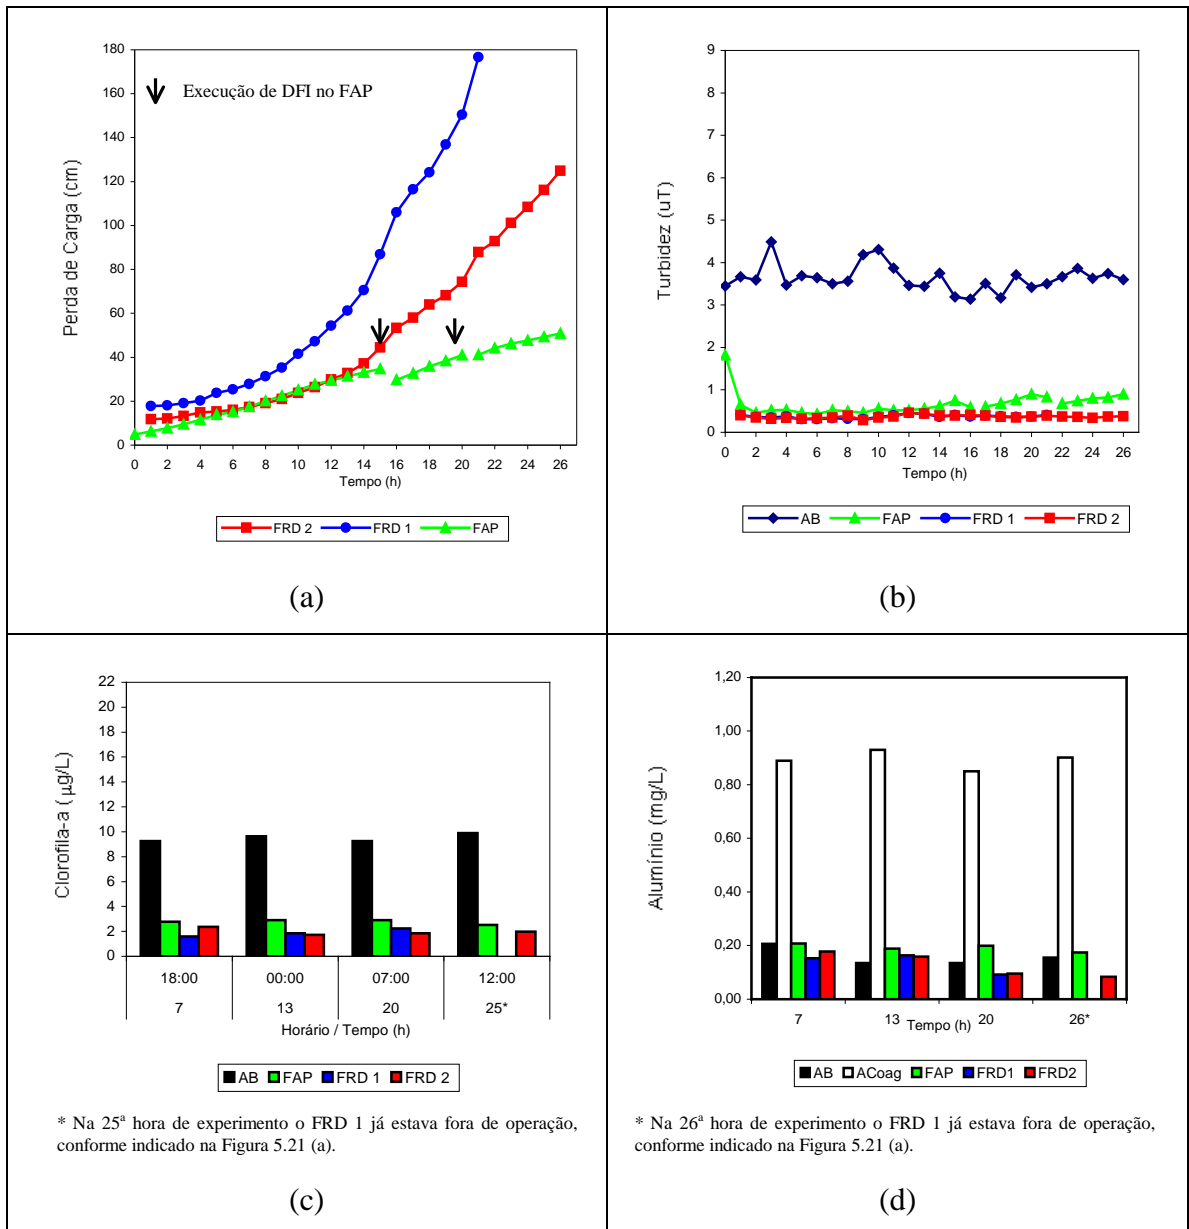 Execução de DFI no FAP
Perda de Carga (cm)
180
160
140
120
100
80
60
40
20
0
0 2 4 6 8 10 12 14 16 18 20 22 24 26
Tempo (h)
FRD 2 FRD 1 FAP
(a)
Turbidez (uT)
9
8
7
6
5
4
3
2
1
0
0 2 4 6 8 10 12 14 16 18 20 22 24 26
Tempo (h)
AB FAP FRD 1 FRD 2
(b)
Clorofila-a (µg/L)
22
20
18
16
14
12
10
8
6
4
2
0
18:00 00:00 07:00 12:00
7 13 20 25*
Horário / Tempo (h)
AB FAP FRD 1 FRD 2
* Na 25ª hora de experimento o FRD 1 já estava fora de operação,
conforme indicado na Figura 5.21 (a).
(c)
Alumínio (mg/L)
1,20
1,00
0,80
0,60
0,40
0,20
0,00
7 13 20 26*
Tempo (h)
AB ACoag FAP FRD1 FRD2
* Na 26ª hora de experimento o FRD 1 já estava fora de operação,
conforme indicado na Figura 5.21 (a).
(d)